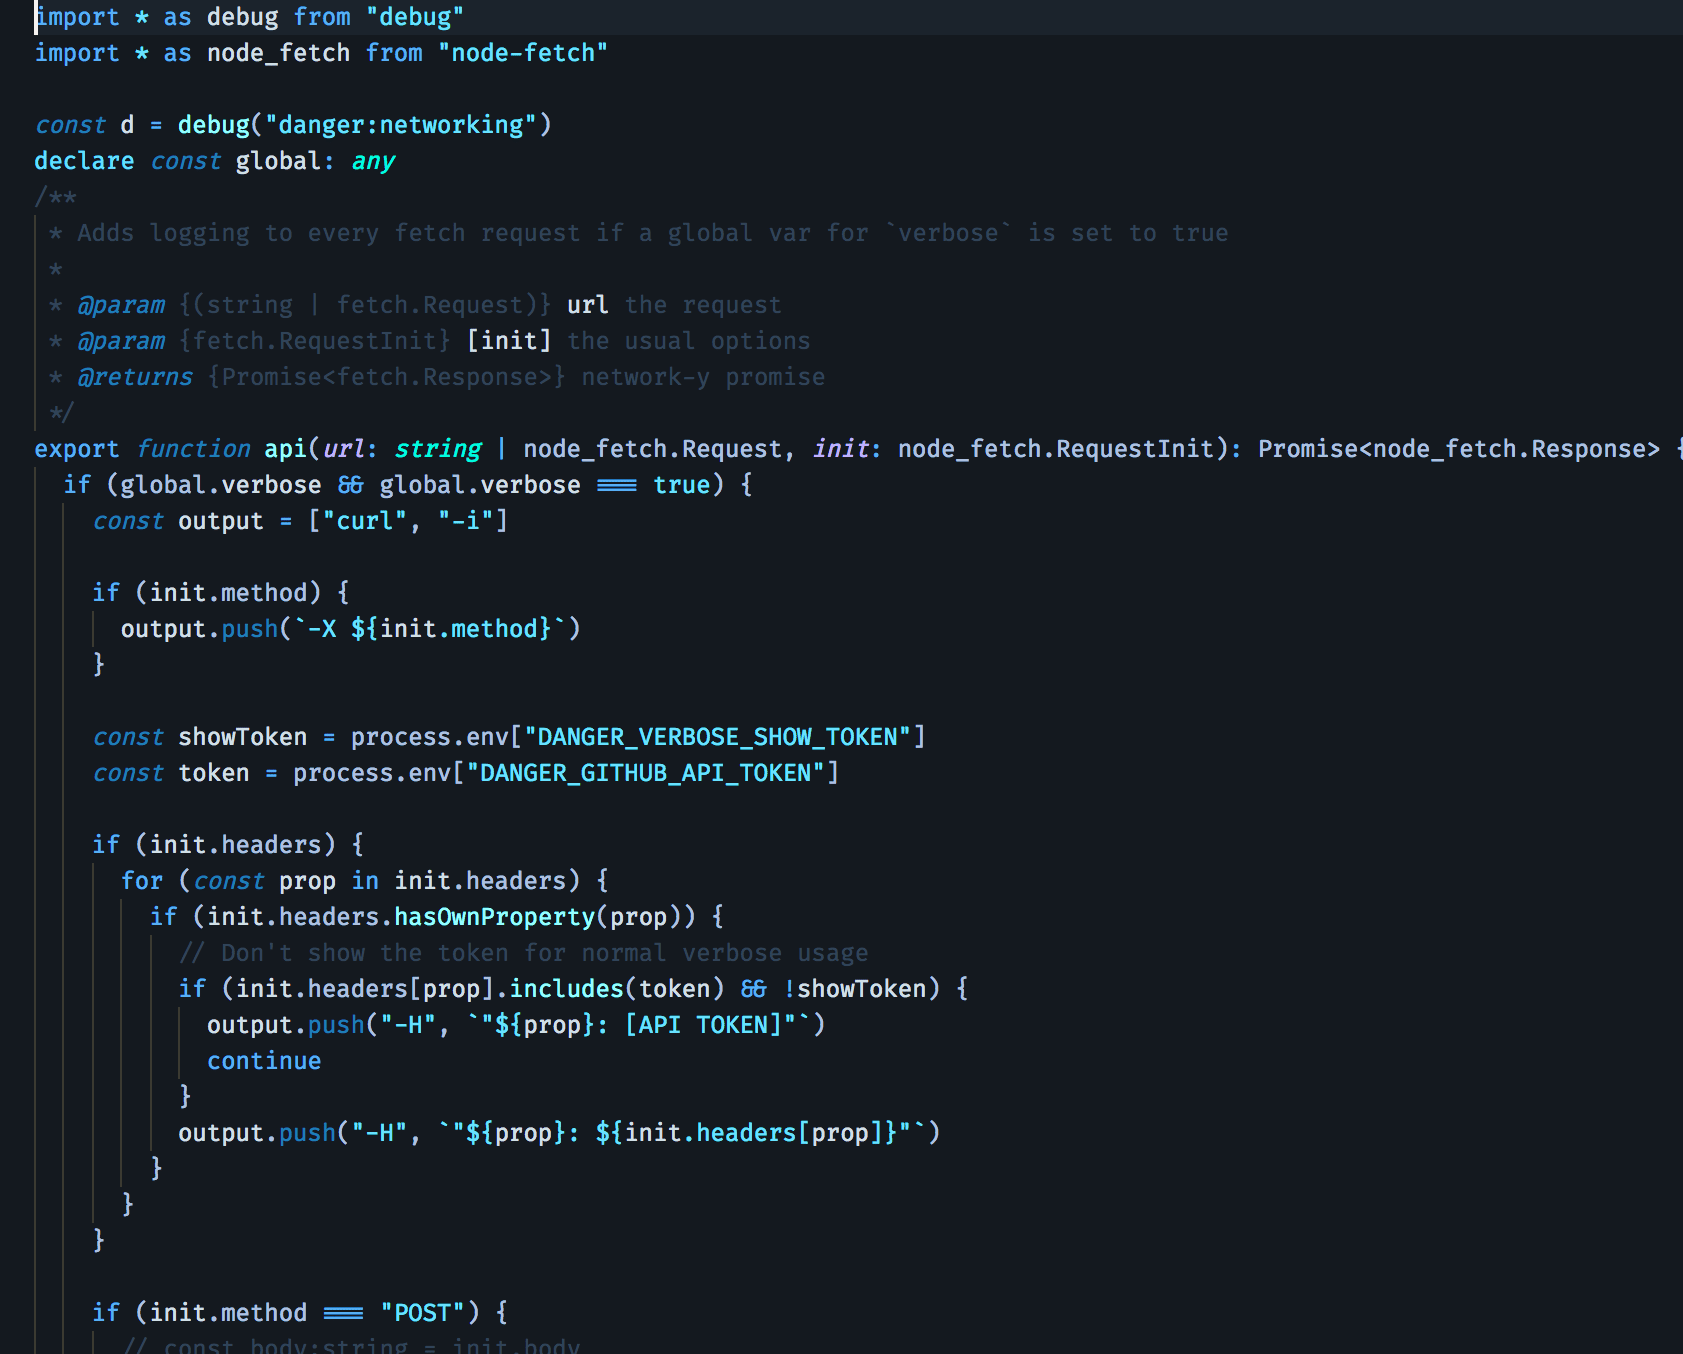 import * as debug from "debug"
import * as node_fetch from "node-fetch"

const d = debug("danger:networking")
declare const global: any
/**
 * Adds logging to every fetch request if a global var for `verbose` is set to true
 *
 * @param {(string | fetch.Request)} url the request
 * @param {fetch.RequestInit} [init] the usual options
 * @returns {Promise<fetch.Response>} network-y promise
 */
export function api(url: string | node_fetch.Request, init: node_fetch.RequestInit): Promise<node_fetch.Response> {
  if (global.verbose && global.verbose === true) {
    const output = ["curl", "-i"]

    if (init.method) {
      output.push(`-X ${init.method}`)
    }

    const showToken = process.env["DANGER_VERBOSE_SHOW_TOKEN"]
    const token = process.env["DANGER_GITHUB_API_TOKEN"]

    if (init.headers) {
      for (const prop in init.headers) {
        if (init.headers.hasOwnProperty(prop)) {
          // Don't show the token for normal verbose usage
          if (init.headers[prop].includes(token) && !showToken) {
            output.push("-H", `"${prop}: [API TOKEN]"`)
            continue
          }
          output.push("-H", `"${prop}: ${init.headers[prop]}"`)
        }
      }
    }

    if (init.method === "POST") {
      // const body:string = init.body